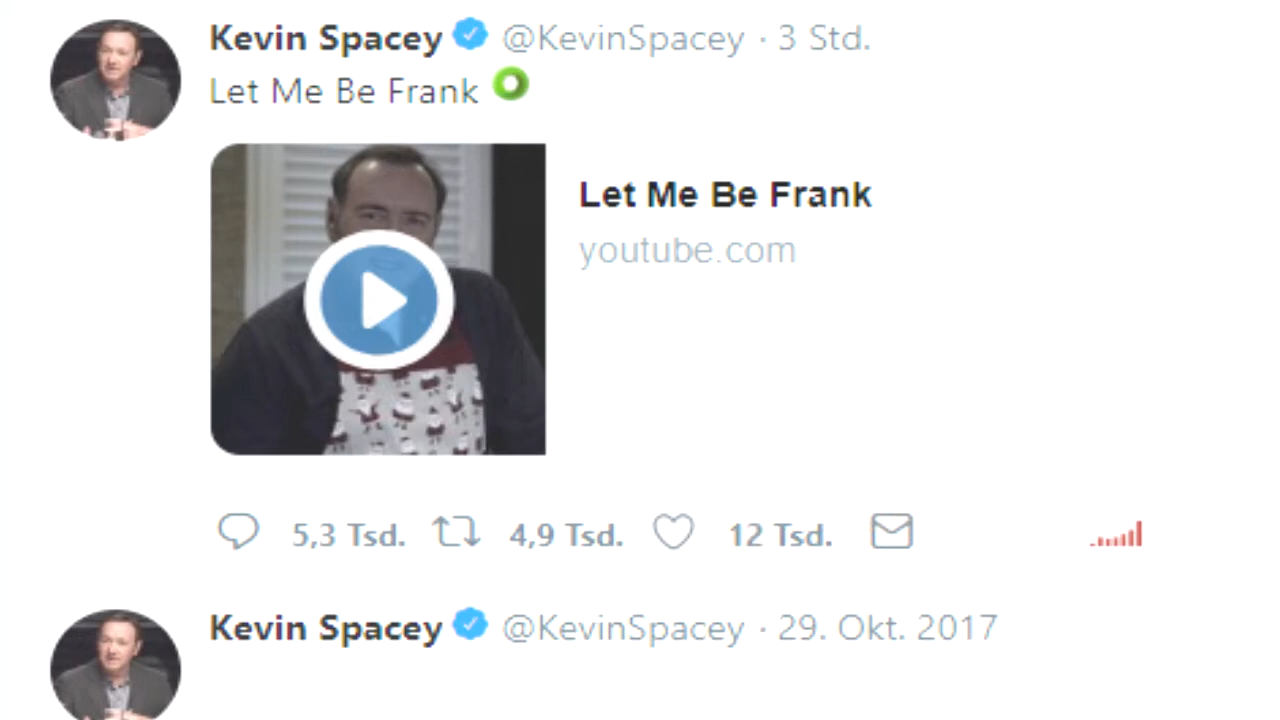 Kevin Spacey @KevinSpacey · 3 Std.
Let Me Be Frank
Let Me Be Frank
youtube.com
5,3 Tsd. 4,9 Tsd. 12 Tsd.
Kevin Spacey @KevinSpacey · 29. Okt. 2017